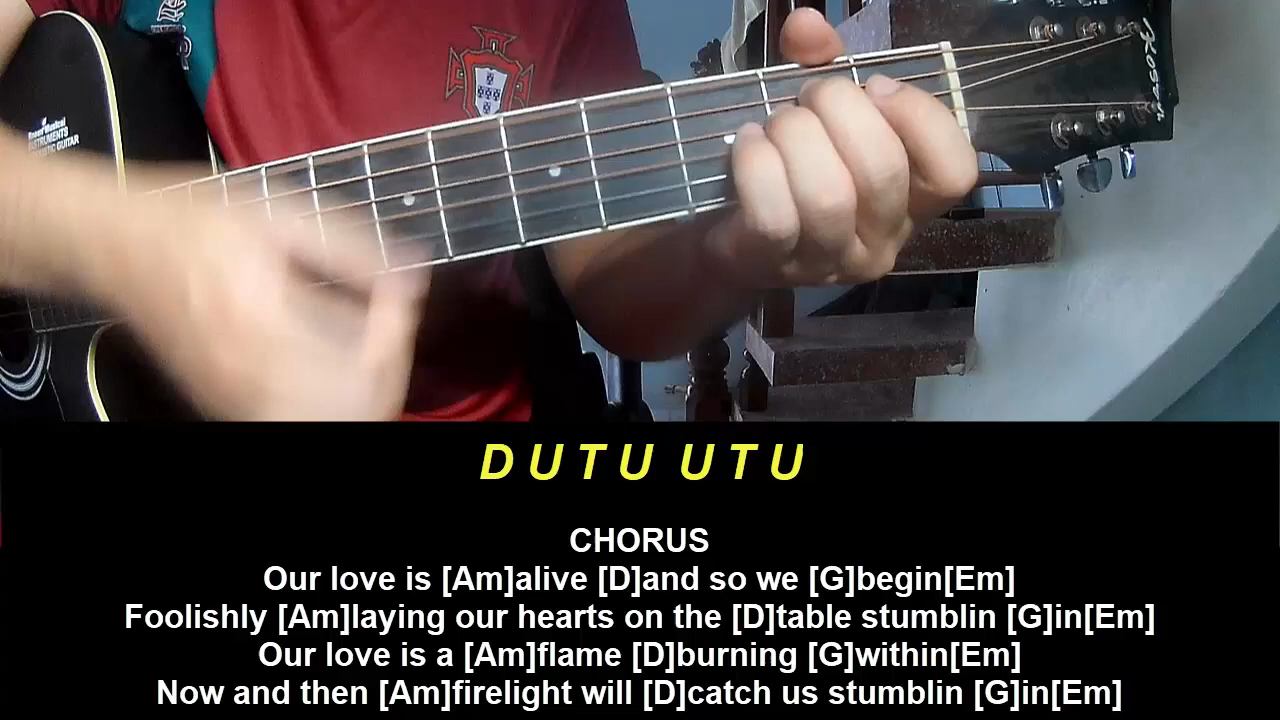 INSTRUMENTS
D U T U U T U
CHORUS
Our love is [Am]alive [D]and so we [G]begin[Em]
Foolishly [Am]laying our hearts on the [D]table stumblin [G]in[Em]
Our love is a [Am]flame [D]burning [G]within[Em]
Now and then [Am]firelight will [D]catch us stumblin [G]in[Em]